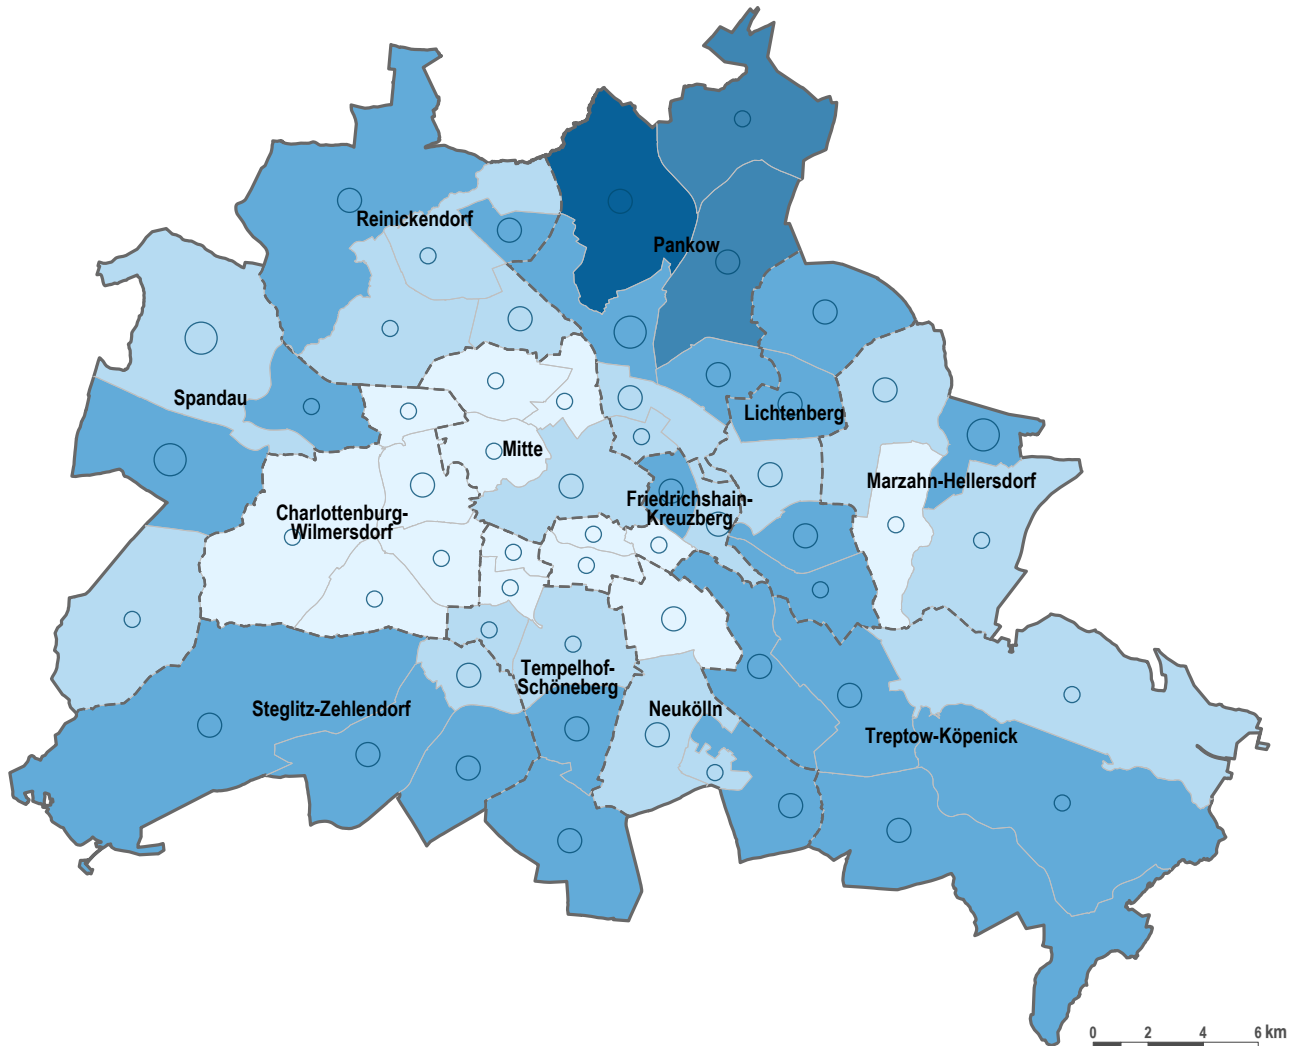 Reinickendorf
Pankow
Spandau
Lichtenberg
Mitte
Marzahn-Hellersdorf
Friedrichshain-
Kreuzberg
Charlottenburg-
Wilmersdorf
Tempelhof-
Schöneberg
Steglitz-Zehlendorf
Neukölln
Treptow-Köpenick
0 2 4 6 km